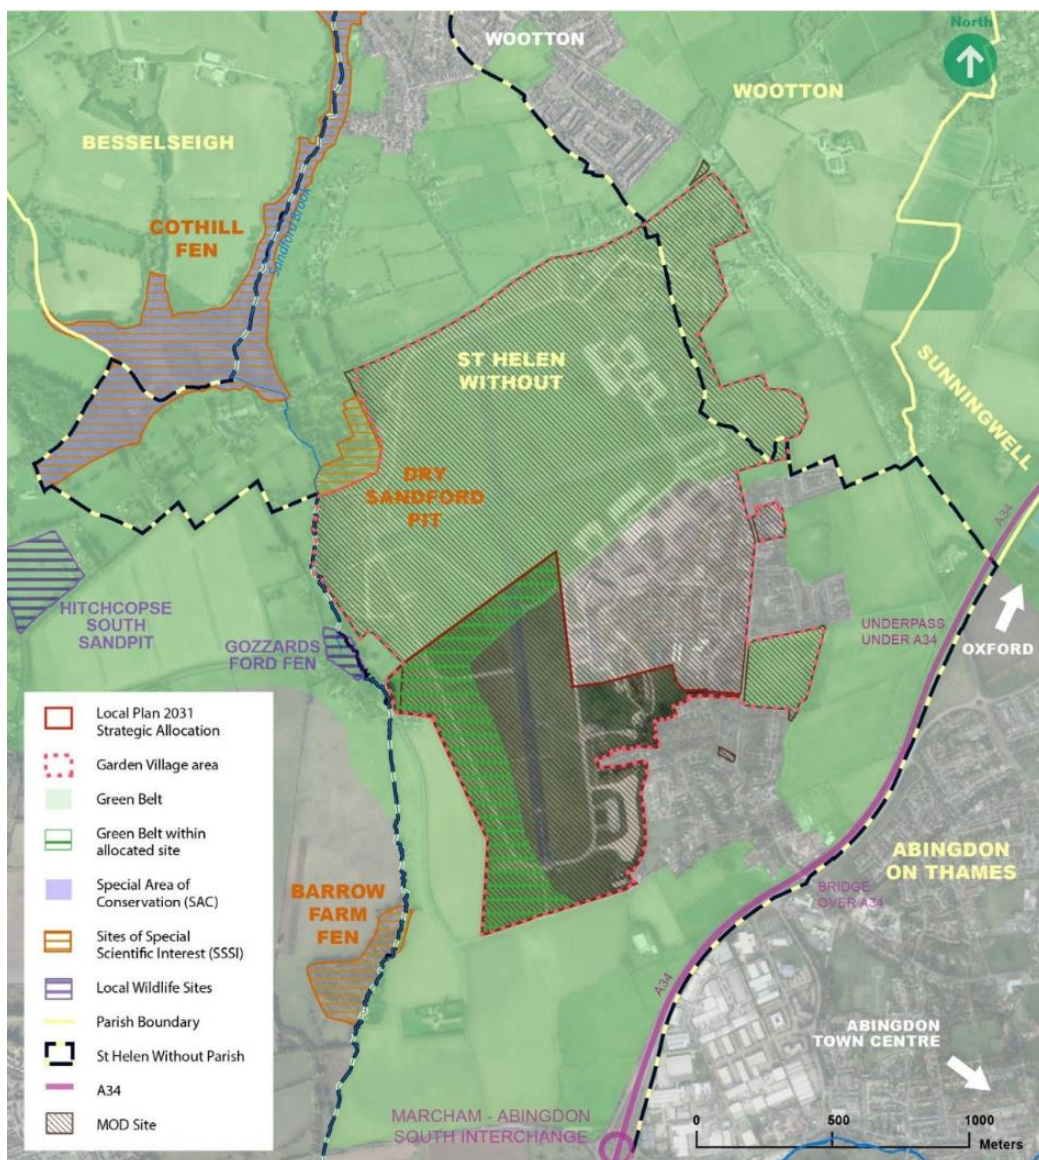 WOOTTON
North
WOOTTON
BESSELSEIGH
COTHILL
FEN
Sandford Brook
ST HELEN
WITHOUT
SUNNINGWELL
DRY
SANDFORD
PIT
A34
HITCHCOPSE
SOUTH
SANDPIT
GOZZARDS
FORD FEN
UNDERPASS
UNDER A34
OXFORD
Local Plan 2031
Strategic Allocation
Garden Village area
Green Belt
Green Belt within
allocated site
Special Area of
Conservation (SAC)
Sites of Special
Scientific Interest (SSSI)
Local Wildlife Sites
Parish Boundary
St Helen Without Parish
A34
MOD Site
BARROW
FARM
FEN
ABINGDON
ON THAMES
BRIDGE
OVER A34
A34
ABINGDON
TOWN CENTRE
MARCHAM - ABINGDON
SOUTH INTERCHANGE
0 500 1000
Meters